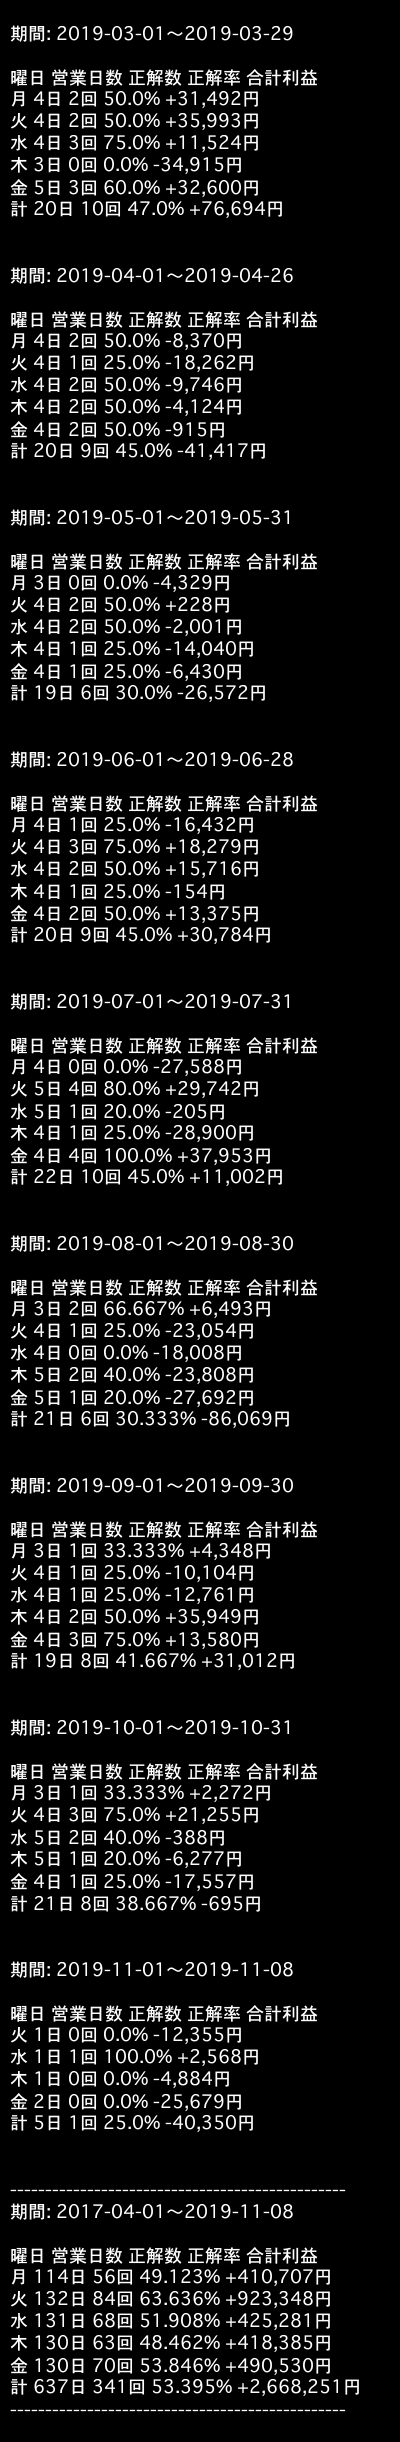 期間: 2019-03-01～2019-03-29
曜日 営業日数 正解数 正解率 合計利益
月 4日 2回 50.0% +31,492円
火 4日 2回 50.0% +35,993円
水 4日 3回 75.0% +11,524円
木 3日 0回 0.0% -34,915円
金 5日 3回 60.0% +32,600円
計 20日 10回 47.0% +76,694円
期間: 2019-04-01～2019-04-26
曜日 営業日数 正解数 正解率 合計利益
月 4日 2回 50.0% -8,370円
火 4日 1回 25.0% -18,262円
水 4日 2回 50.0% -9,746円
木 4日 2回 50.0% -4,124円
金 4日 2回 50.0% -915円
計 20日 9回 45.0% -41,417円
期間: 2019-05-01～2019-05-31
曜日 営業日数 正解数 正解率 合計利益
月 3日 0回 0.0% -4,329円
火 4日 2回 50.0% +228円
水 4日 2回 50.0% -2,001円
木 4日 1回 25.0% -14,040円
金 4日 1回 25.0% -6,430円
計 19日 6回 30.0% -26,572円
期間: 2019-06-01～2019-06-28
曜日 営業日数 正解数 正解率 合計利益
月 4日 1回 25.0% -16,432円
火 4日 3回 75.0% +18,279円
水 4日 2回 50.0% +15,716円
木 4日 1回 25.0% -154円
金 4日 2回 50.0% +13,375円
計 20日 9回 45.0% +30,784円
期間: 2019-07-01～2019-07-31
曜日 営業日数 正解数 正解率 合計利益
月 4日 0回 0.0% -27,588円
火 5日 4回 80.0% +29,742円
水 5日 1回 20.0% -205円
木 4日 1回 25.0% -28,900円
金 4日 4回 100.0% +37,953円
計 22日 10回 45.0% +11,002円
期間: 2019-08-01～2019-08-30
曜日 営業日数 正解数 正解率 合計利益
月 3日 2回 66.667% +6,493円
火 4日 1回 25.0% -23,054円
水 4日 0回 0.0% -18,008円
木 5日 2回 40.0% -23,808円
金 5日 1回 20.0% -27,692円
計 21日 6回 30.333% -86,069円
期間: 2019-09-01～2019-09-30
曜日 営業日数 正解数 正解率 合計利益
月 3日 1回 33.333% +4,348円
火 4日 1回 25.0% -10,104円
水 4日 1回 25.0% -12,761円
木 4日 2回 50.0% +35,949円
金 4日 3回 75.0% +13,580円
計 19日 8回 41.667% +31,012円
期間: 2019-10-01～2019-10-31
曜日 営業日数 正解数 正解率 合計利益
月 3日 1回 33.333% +2,272円
火 4日 3回 75.0% +21,255円
水 5日 2回 40.0% -388円
木 5日 1回 20.0% -6,277円
金 4日 1回 25.0% -17,557円
計 21日 8回 38.667% -695円
期間: 2019-11-01～2019-11-08
曜日 営業日数 正解数 正解率 合計利益
火 1日 0回 0.0% -12,355円
水 1日 1回 100.0% +2,568円
木 1日 0回 0.0% -4,884円
金 2日 0回 0.0% -25,679円
計 5日 1回 25.0% -40,350円
------------------------------------------------
期間: 2017-04-01～2019-11-08
曜日 営業日数 正解数 正解率 合計利益
月 114日 56回 49.123% +410,707円
火 132日 84回 63.636% +923,348円
水 131日 68回 51.908% +425,281円
木 130日 63回 48.462% +418,385円
金 130日 70回 53.846% +490,530円
計 637日 341回 53.395% +2,668,251円
------------------------------------------------